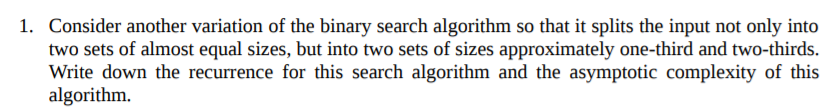 1. Consider another variation of the binary search algorithm so that it splits the input not only into
two sets of almost equal sizes, but into two sets of sizes approximately one-third and two-thirds.
Write down the recurrence for this search algorithm and the asymptotic complexity of this
algorithm.